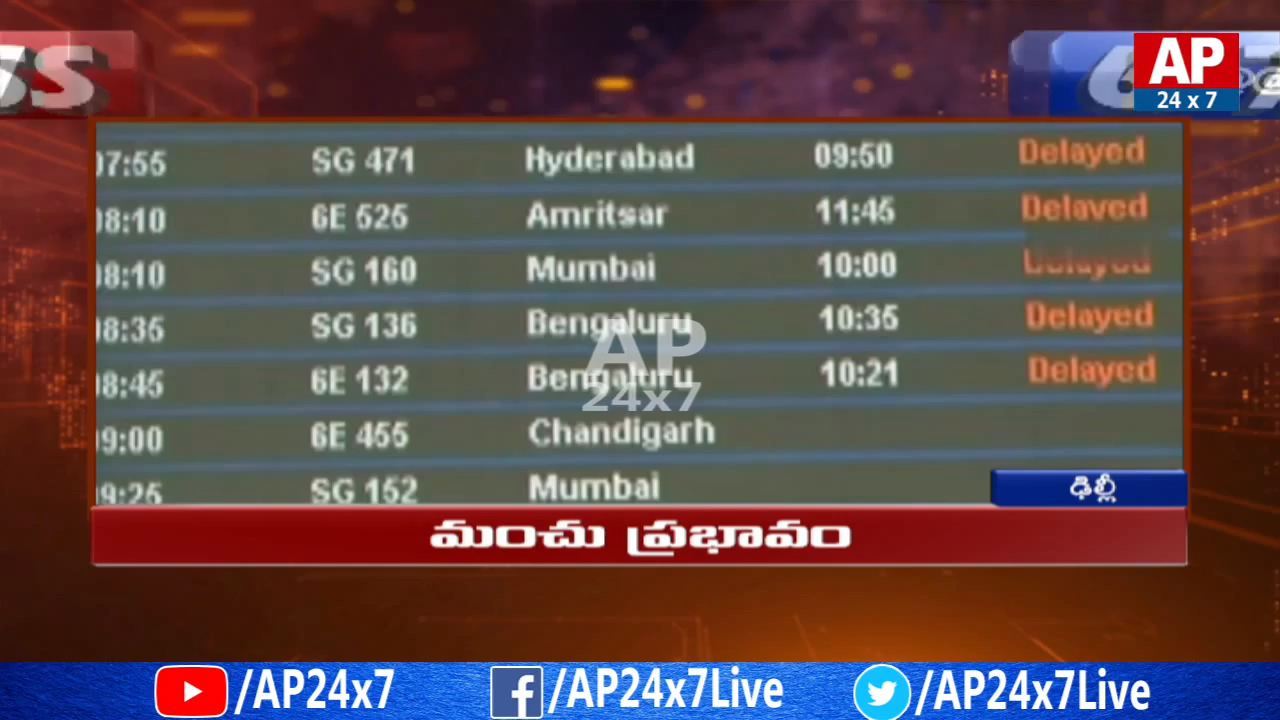 AP
24 x 7
07:55 SG 471 Hyderabad 09:50 Delayed
08:10 6E 525 Amritsar 11:45 Delayed
08:10 SG 160 Mumbai 10:00 Delayed
08:35 SG 136 Bengaluru 10:35 Delayed
08:45 6E 132 Bengaluru 10:21 Delayed
09:00 6E 455 Chandigarh
09:25 SG 152 Mumbai
AP
24x7
ఢిల్లీ
మంచు ప్రభావం
/AP24x7 /AP24x7Live /AP24x7Live